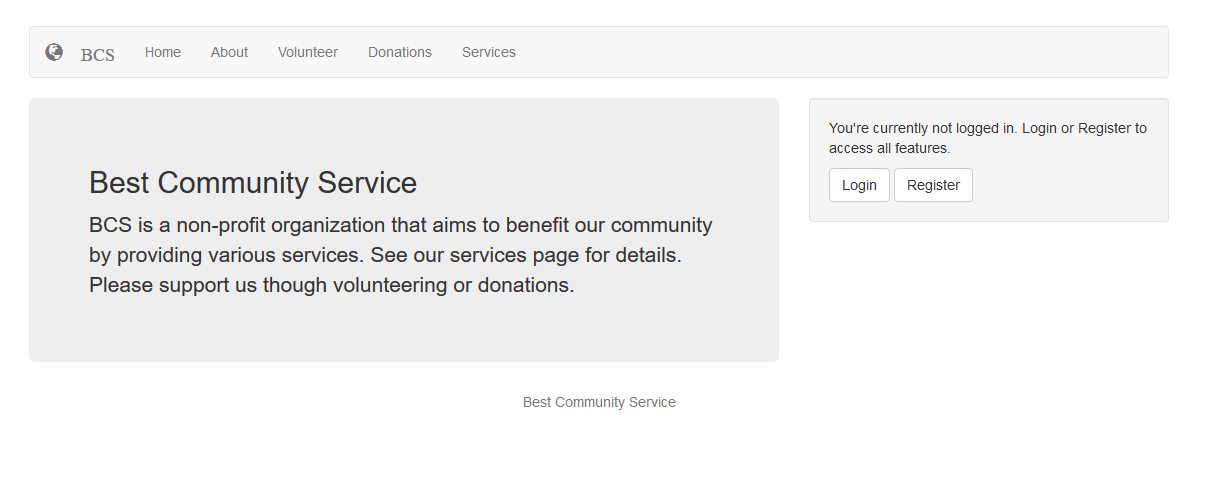 BCS Home About Volunteer Donations Services
Best Community Service
BCS is a non-profit organization that aims to benefit our community
by providing various services. See our services page for details.
Please support us though volunteering or donations.
You're currently not logged in. Login or Register to
access all features.
Login Register
Best Community Service